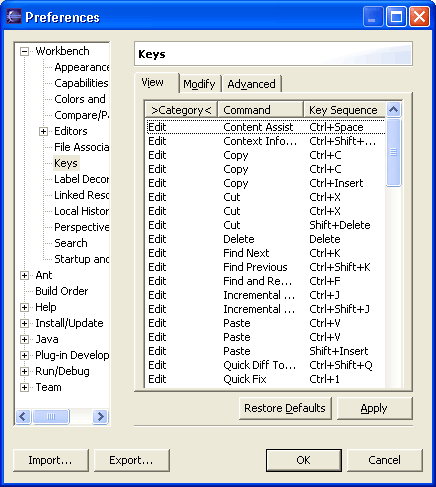 Preferences
Workbench
Appearance
Capabilities
Colors and
Compare/Pa
Editors
File Associa
Keys
Label Decor
Linked Reso
Local Histor
Perspective
Search
Startup and
Ant
Build Order
Help
Install/Update
Java
Plug-in Develop
Run/Debug
Team
Keys
View Modify Advanced
>Category< Command Key Sequence
Edit Content Assist Ctrl+Space
Edit Context Info... Ctrl+Shift+...
Edit Copy Ctrl+C
Edit Copy Ctrl+C
Edit Copy Ctrl+Insert
Edit Cut Ctrl+X
Edit Cut Ctrl+X
Edit Cut Shift+Delete
Edit Delete Delete
Edit Find Next Ctrl+K
Edit Find Previous Ctrl+Shift+K
Edit Find and Re... Ctrl+F
Edit Incremental ... Ctrl+J
Edit Incremental ... Ctrl+Shift+J
Edit Paste Ctrl+V
Edit Paste Ctrl+V
Edit Paste Shift+Insert
Edit Quick Diff To... Ctrl+Shift+Q
Edit Quick Fix Ctrl+1
Restore Defaults Apply
Import... Export... OK Cancel